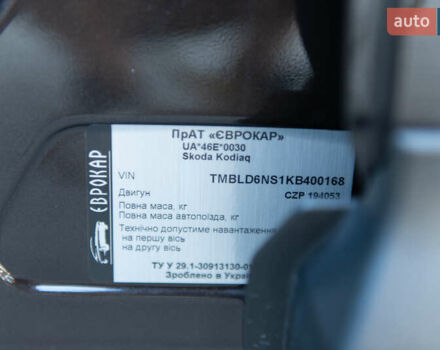 auto
ПрАТ «ЄВРОКАР»
UA*46E*0030
Skoda Kodiaq
VIN TMBLD6NS1KB400168
Двигун CZP 194053
Повна маса, кг
Повна маса автопоїзда, кг
Технічно допустиме навантаження
на першу вісь
на другу вісь
ТУ У 29.1-30913130-0
Зроблено в Украї
ЄВРОКАР